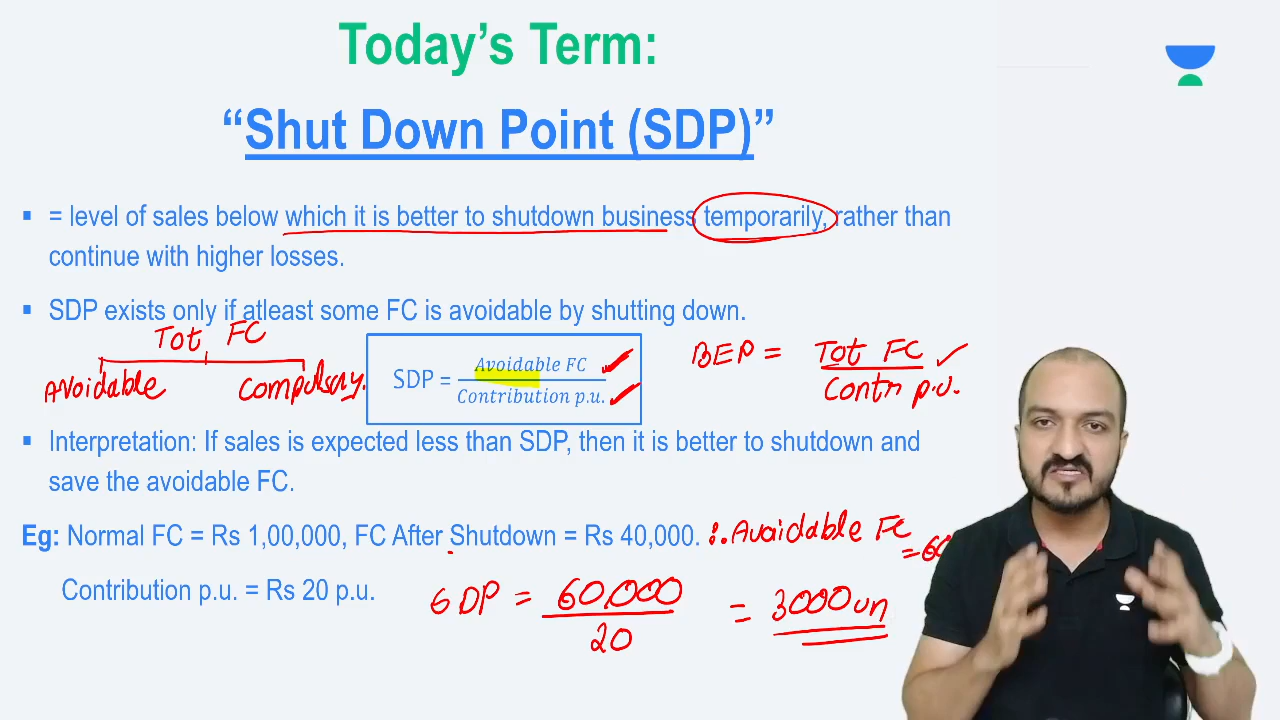 Today's Term:
“Shut Down Point (SDP)”
▪ = level of sales below which it is better to shutdown business temporarily, rather than
continue with higher losses.
▪ SDP exists only if atleast some FC is avoidable by shutting down.
Tot FC
Avoidable Compulsory.
SDP = Avoidable FC / Contribution p.u.
BEP = Tot FC / Contn p.u.
▪ Interpretation: If sales is expected less than SDP, then it is better to shutdown and
save the avoidable FC.
Eg: Normal FC = Rs 1,00,000, FC After Shutdown = Rs 40,000. ∴ Avoidable FC
= 60
Contribution p.u. = Rs 20 p.u.
SDP = 60,000 / 20 = 3000 un